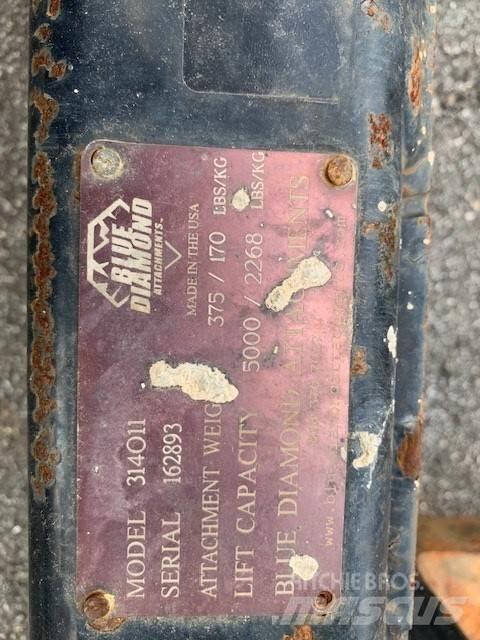 BLUE
DIAMOND
ATTACHMENTS
MADE IN THE USA
MODEL 314011
SERIAL 162893
ATTACHMENT WEIG 375 / 170 LBS/KG
LIFT CAPACITY 5000 / 2268 LBS/KG
BLUE DIAMOND ATTACHMENTS
RITCHIE BROS.
MASCUS